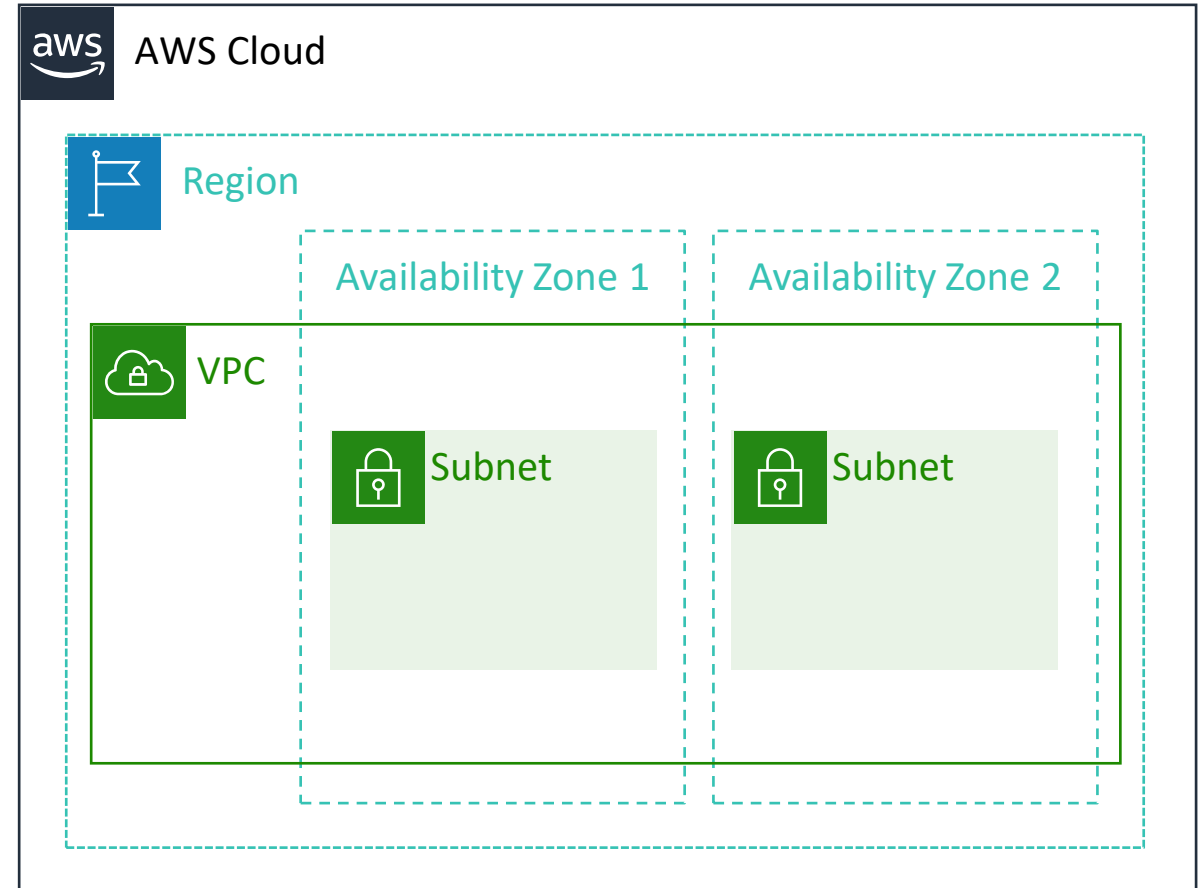 aws
AWS Cloud
Region
Availability Zone 1
Availability Zone 2
VPC
Subnet
Subnet